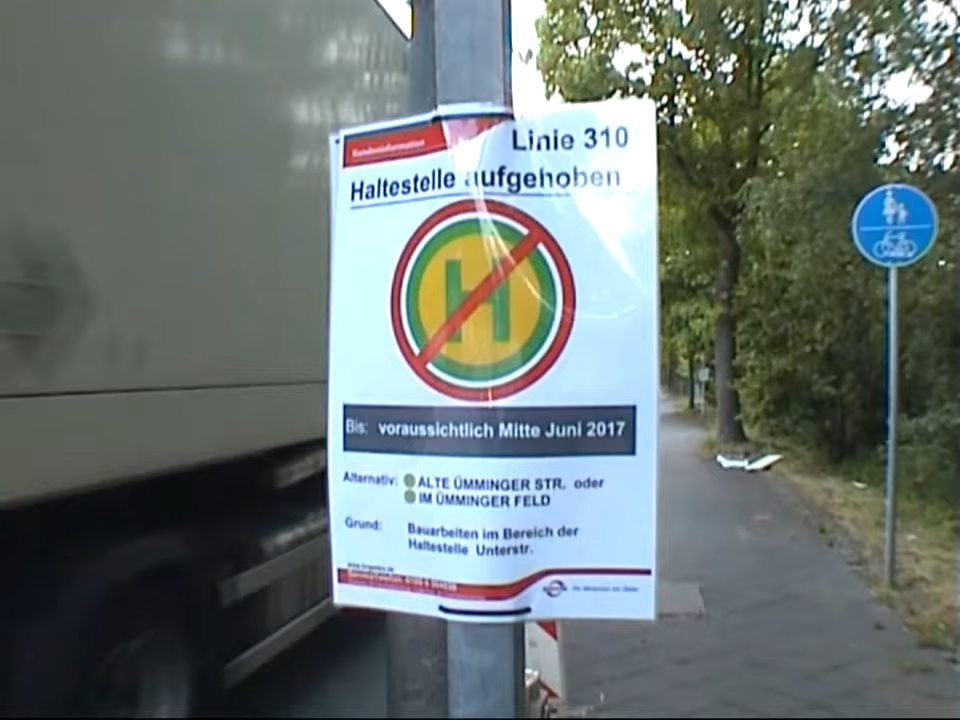 Kundeninformation
Linie 310
Haltestelle aufgehoben
H
Bis: voraussichtlich Mitte Juni 2017
Alternativ: ALTE ÜMMINGER STR. oder
IM ÜMMINGER FELD
Grund: Bauarbeiten im Bereich der
Haltestelle Unterstr.